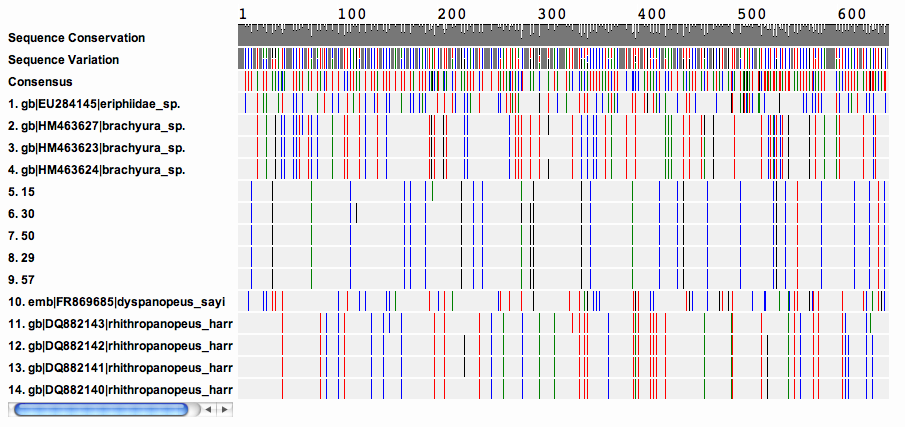 1 100 200 300 400 500 600
Sequence Conservation
Sequence Variation
Consensus
1. gb|EU284145|eriphiidae_sp.
2. gb|HM463627|brachyura_sp.
3. gb|HM463623|brachyura_sp.
4. gb|HM463624|brachyura_sp.
5. 15
6. 30
7. 50
8. 29
9. 57
10. emb|FR869685|dyspanopeus_sayi
11. gb|DQ882143|rhithropanopeus_harr
12. gb|DQ882142|rhithropanopeus_harr
13. gb|DQ882141|rhithropanopeus_harr
14. gb|DQ882140|rhithropanopeus_harr